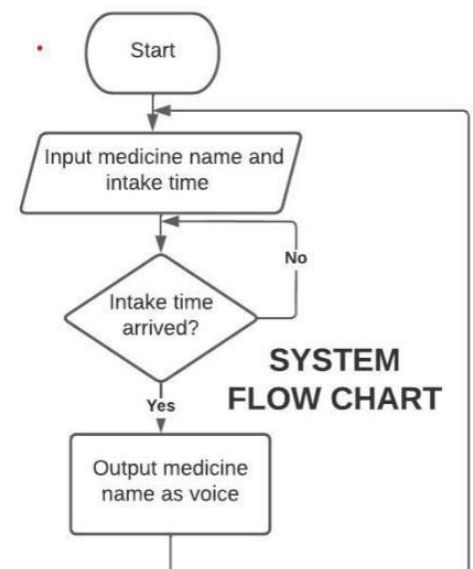 Start
Input medicine name and
intake time
No
Intake time
arrived?
SYSTEM
FLOW CHART
Yes
Output medicine
name as voice